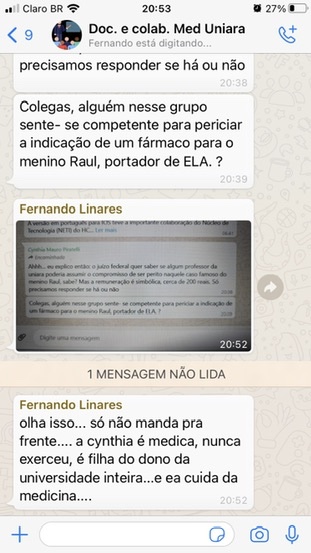 Claro BR
20:53
27%
9
Doc. e colab. Med Uniara
Fernando está digitando...
precisamos responder se há ou não
20:38
Colegas, alguém nesse grupo
sente- se competente para periciar
a indicação de um fármaco para o
menino Raul, portador de ELA. ?
20:39
Fernando Linares
A versão em português para IOS teve a importante colaboração do Núcleo de
Tecnologia (NETI) do HC... Ler mais
Encaminhada
Ahhh... eu explico então: o juízo federal quer saber se algum professor da
uniara poderia assumir o compromisso de ser perito naquele caso famoso do
menino Raul, sabe? Mas a remuneração é simbólica, cerca de 200 reais. Só
precisamos responder se há ou não
Colegas, alguém nesse grupo sente- se competente para periciar a indicação de
um fármaco para o menino Raul, portador de ELA. ?
Digite uma mensagem
20:52
1 MENSAGEM NÃO LIDA
Fernando Linares
olha isso... só não manda pra
frente.... a cynthia é medica, nunca
exerceu, é filha do dono da
universidade inteira...e ea cuida da
medicina....
20:52